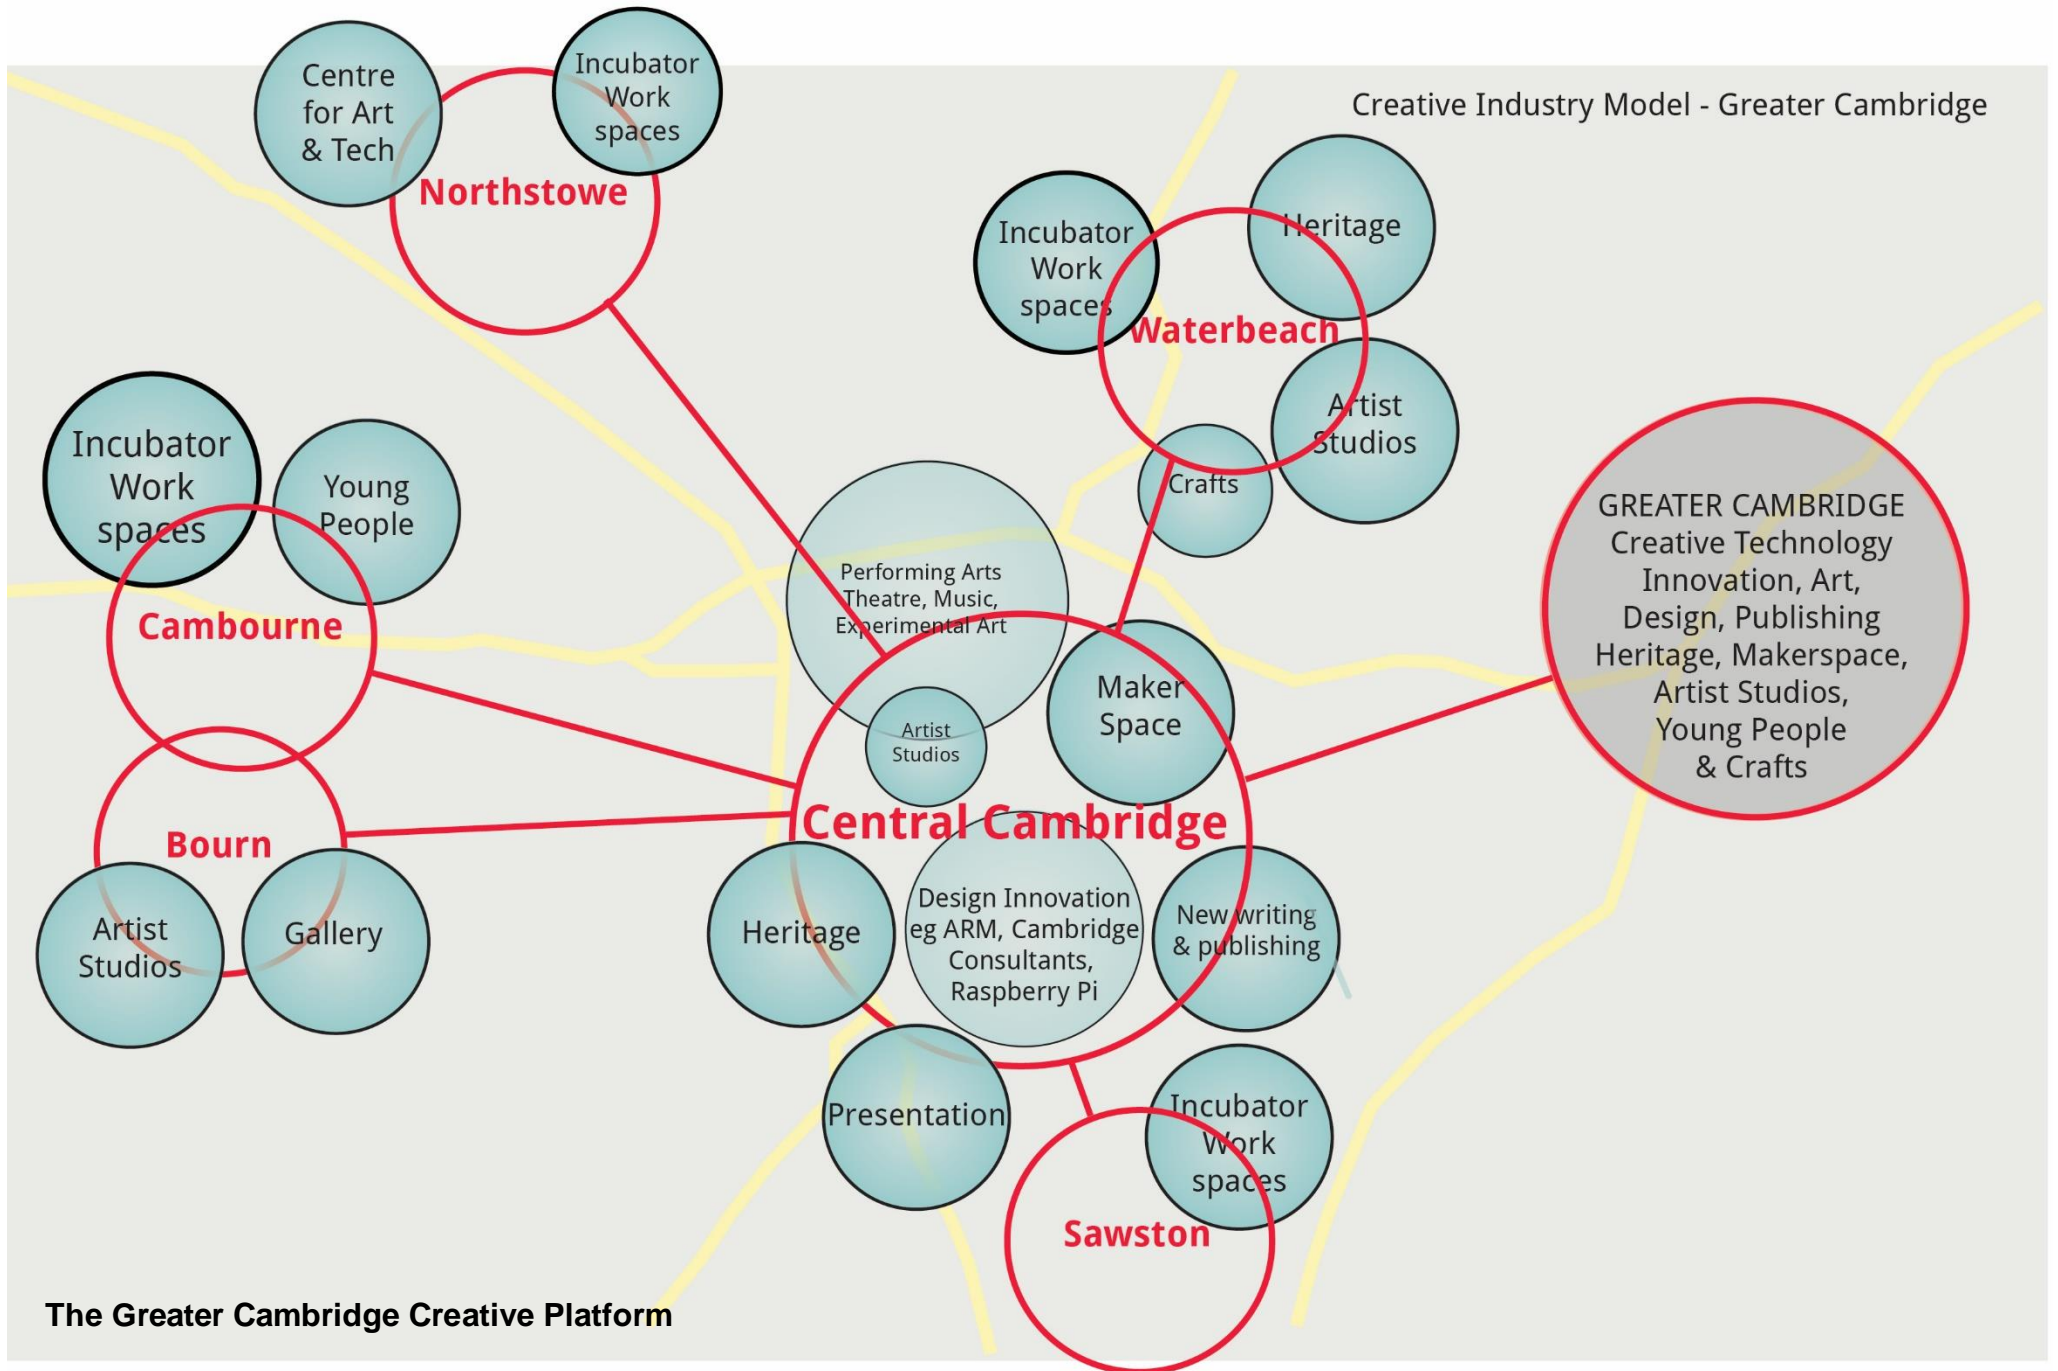 Creative Industry Model - Greater Cambridge
Centre
for Art
& Tech
Incubator
Work
spaces
Northstowe
Incubator
Work
spaces
Heritage
Waterbeach
Artist
Studios
Crafts
Incubator
Work
spaces
Young
People
Cambourne
Bourn
Artist
Studios
Gallery
Performing Arts
Theatre, Music,
Experimental Art
Artist
Studios
Maker
Space
Central Cambridge
Heritage
Design Innovation
eg ARM, Cambridge
Consultants,
Raspberry Pi
New writing
& publishing
Presentation
Incubator
Work
spaces
Sawston
GREATER CAMBRIDGE
Creative Technology
Innovation, Art,
Design, Publishing
Heritage, Makerspace,
Artist Studios,
Young People
& Crafts
The Greater Cambridge Creative Platform